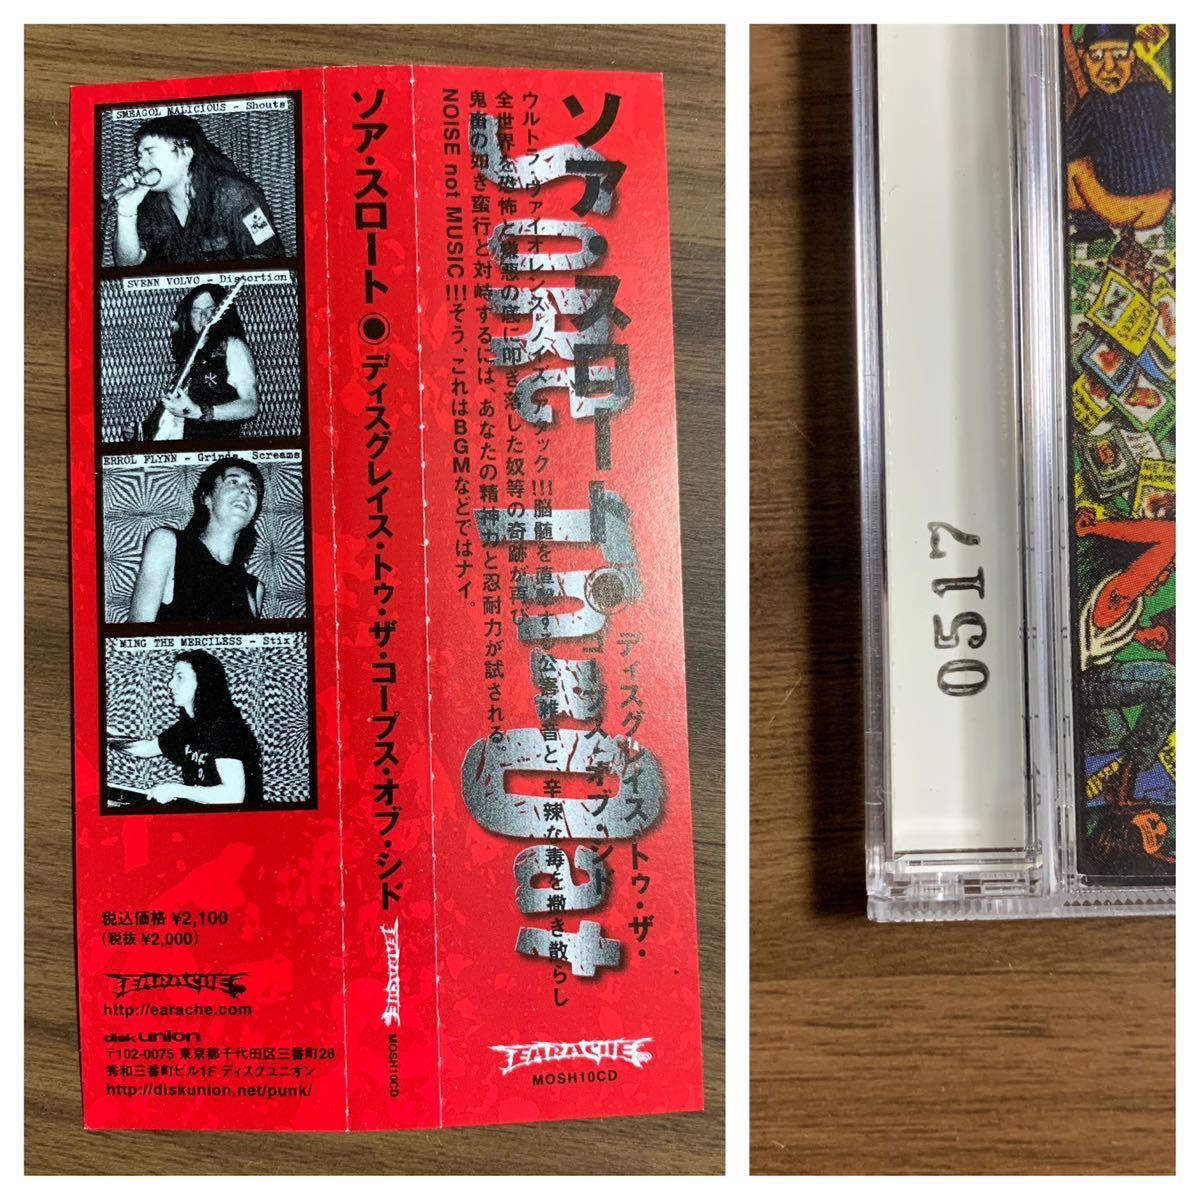 SMEAGOL MALICIOUS - Shouts
SVENN VOLVO - Distortion
ERROL FLYNN - Grinds, Screams
MING THE MERCILESS - Stix
税込価格 ¥2,100
(税抜 ¥2,000)
EARACHE
http://earache.com
disk union
〒102-0075 東京都千代田区三番町28
秀和三番町ビル1F ディスクユニオン
http://diskunion.net/punk/
ソア・スロート ◉ ディスグレイス・トゥ・ザ・コープス・オブ・シド
EARACHE
MOSH10CD
ソア・スロート ◉
ディスグレイス・トゥ・ザ・
コープス・オブ・シド
ウルトラ・ヴァイオレンス・ノイズ・アタック!!!脳髄を直撃する公害雑音と、辛辣な毒を撒き散らし
全世界を恐怖と嫌悪の底に叩き落した奴等の奇跡が再び
鬼畜の如き蛮行と対峙するには、あなたの精神力と忍耐力が試される。
NOISE not MUSIC!!!そう、これはBGMなどではナイ。
EARACHE
MOSH10CD
0517